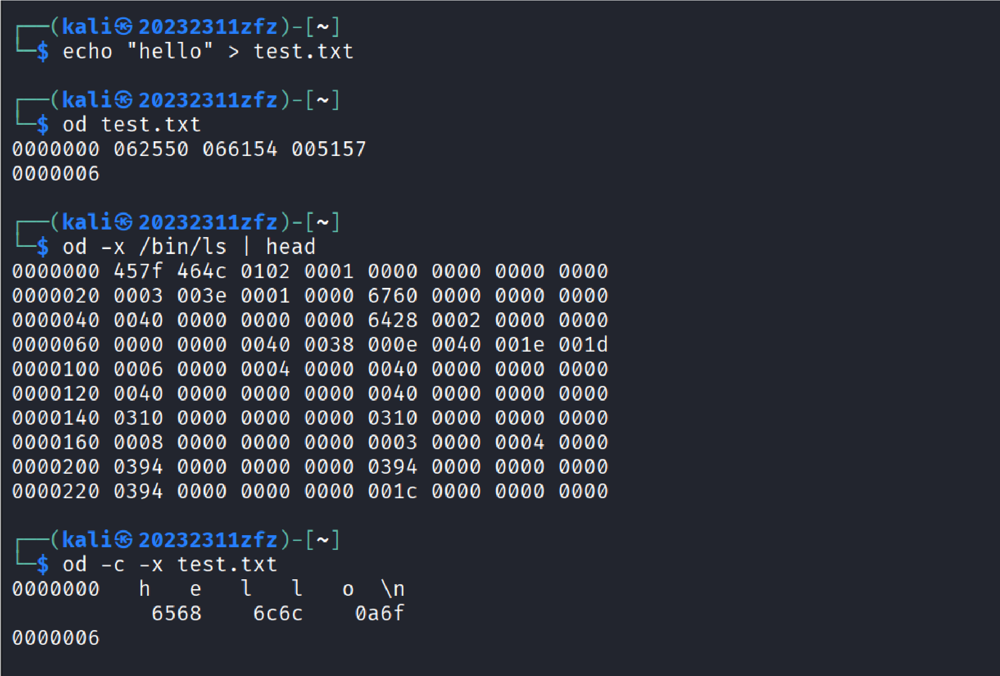 ┌──(kali㉿20232311zfz)-[~]
└─$ echo "hello" > test.txt
┌──(kali㉿20232311zfz)-[~]
└─$ od test.txt
0000000 062550 066154 005157
0000006
┌──(kali㉿20232311zfz)-[~]
└─$ od -x /bin/ls | head
0000000 457f 464c 0102 0001 0000 0000 0000 0000
0000020 0003 003e 0001 0000 6760 0000 0000 0000
0000040 0040 0000 0000 0000 6428 0002 0000 0000
0000060 0000 0000 0040 0038 000e 0040 001e 001d
0000100 0006 0000 0004 0000 0040 0000 0000 0000
0000120 0040 0000 0000 0000 0040 0000 0000 0000
0000140 0310 0000 0000 0000 0310 0000 0000 0000
0000160 0008 0000 0000 0000 0003 0000 0004 0000
0000200 0394 0000 0000 0000 0394 0000 0000 0000
0000220 0394 0000 0000 0000 001c 0000 0000 0000
┌──(kali㉿20232311zfz)-[~]
└─$ od -c -x test.txt
0000000   h   e   l   l   o  \n
           6568    6c6c    0a6f
0000006